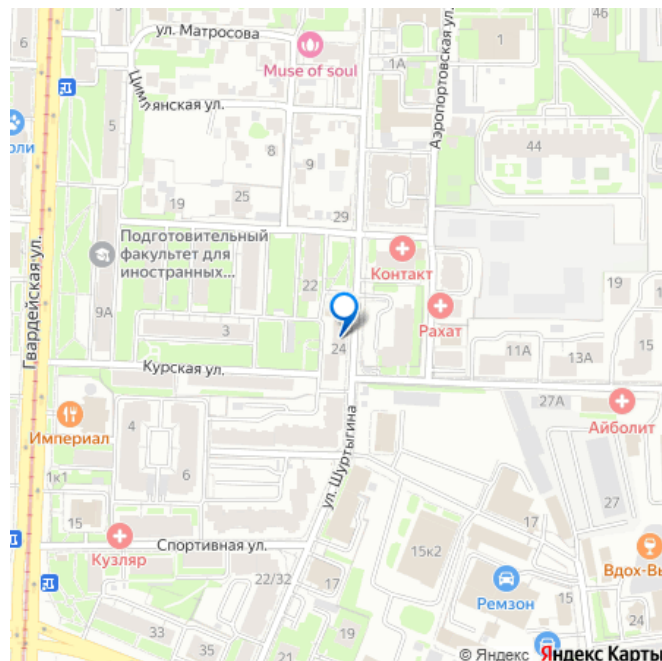 6
ул. Матросова
46
Muse of soul
1А
1
Аэропортовская ул.
Цимлянская ул.
оли
5
8
9
44
19
25
29
Подготовительный
факультет для
иностранных...
Контакт
Гвардейская ул.
22
19
9А
Рахат
3
24
11А
13А
15
Курская ул.
27А
Айболит
Империал
4
6
ул. Шуртыгина
1к1
15
27
17
Кузляр
Спортивная ул.
15к2
Вдох-Вы
22/32
17
Ремзон
15
24
33
35
19
© Яндекс Яндекс Карты